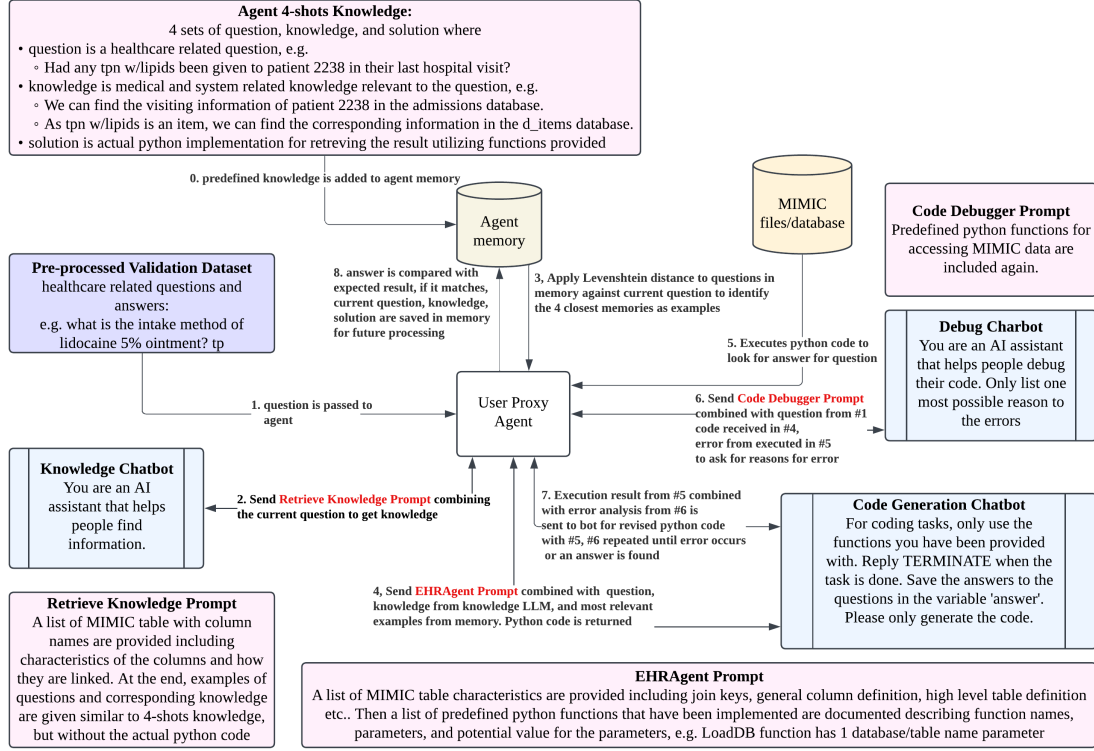 Agent 4-shots Knowledge:
4 sets of question, knowledge, and solution where
• question is a healthcare related question, e.g.
◦ Had any tpn w/lipids been given to patient 2238 in their last hospital visit?
• knowledge is medical and system related knowledge relevant to the question, e.g.
◦ We can find the visiting information of patient 2238 in the admissions database.
◦ As tpn w/lipids is an item, we can find the corresponding information in the d_items database.
• solution is actual python implementation for retreving the result utilizing functions provided
0. predefined knowledge is added to agent memory
Agent
memory
MIMIC
files/database
Code Debugger Prompt
Predefined python functions for
accessing MIMIC data are
included again.
Pre-processed Validation Dataset
healthcare related questions and
answers:
e.g. what is the intake method of
lidocaine 5% ointment? tp
8. answer is compared with
expected result, if it matches,
current question, knowledge,
solution are saved in memory
for future processing
3, Apply Levenshtein distance to questions in
memory against current question to identify
the 4 closest memories as examples
5. Executes python code to
look for answer for question
Debug Charbot
You are an AI assistant
that helps people debug
their code. Only list one
most possible reason to
the errors
1. question is passed to
agent
User Proxy
Agent
6. Send Code Debugger Prompt
combined with question from #1
code received in #4,
error from executed in #5
to ask for reasons for error
Knowledge Chatbot
You are an AI
assistant that helps
people find
information.
2. Send Retrieve Knowledge Prompt combining
the current question to get knowledge
7. Execution result from #5 combined
with error analysis from #6 is
sent to bot for revised python code
with #5, #6 repeated until error occurs
or an answer is found
Code Generation Chatbot
For coding tasks, only use the
functions you have been provided
with. Reply TERMINATE when the
task is done. Save the answers to the
questions in the variable 'answer'.
Please only generate the code.
4, Send EHRAgent Prompt combined with question,
knowledge from knowledge LLM, and most relevant
examples from memory. Python code is returned
Retrieve Knowledge Prompt
A list of MIMIC table with column
names are provided including
characteristics of the columns and how
they are linked. At the end, examples of
questions and corresponding knowledge
are given similar to 4-shots knowledge,
but without the actual python code
EHRAgent Prompt
A list of MIMIC table characteristics are provided including join keys, general column definition, high level table definition
etc.. Then a list of predefined python functions that have been implemented are documented describing function names,
parameters, and potential value for the parameters, e.g. LoadDB function has 1 database/table name parameter